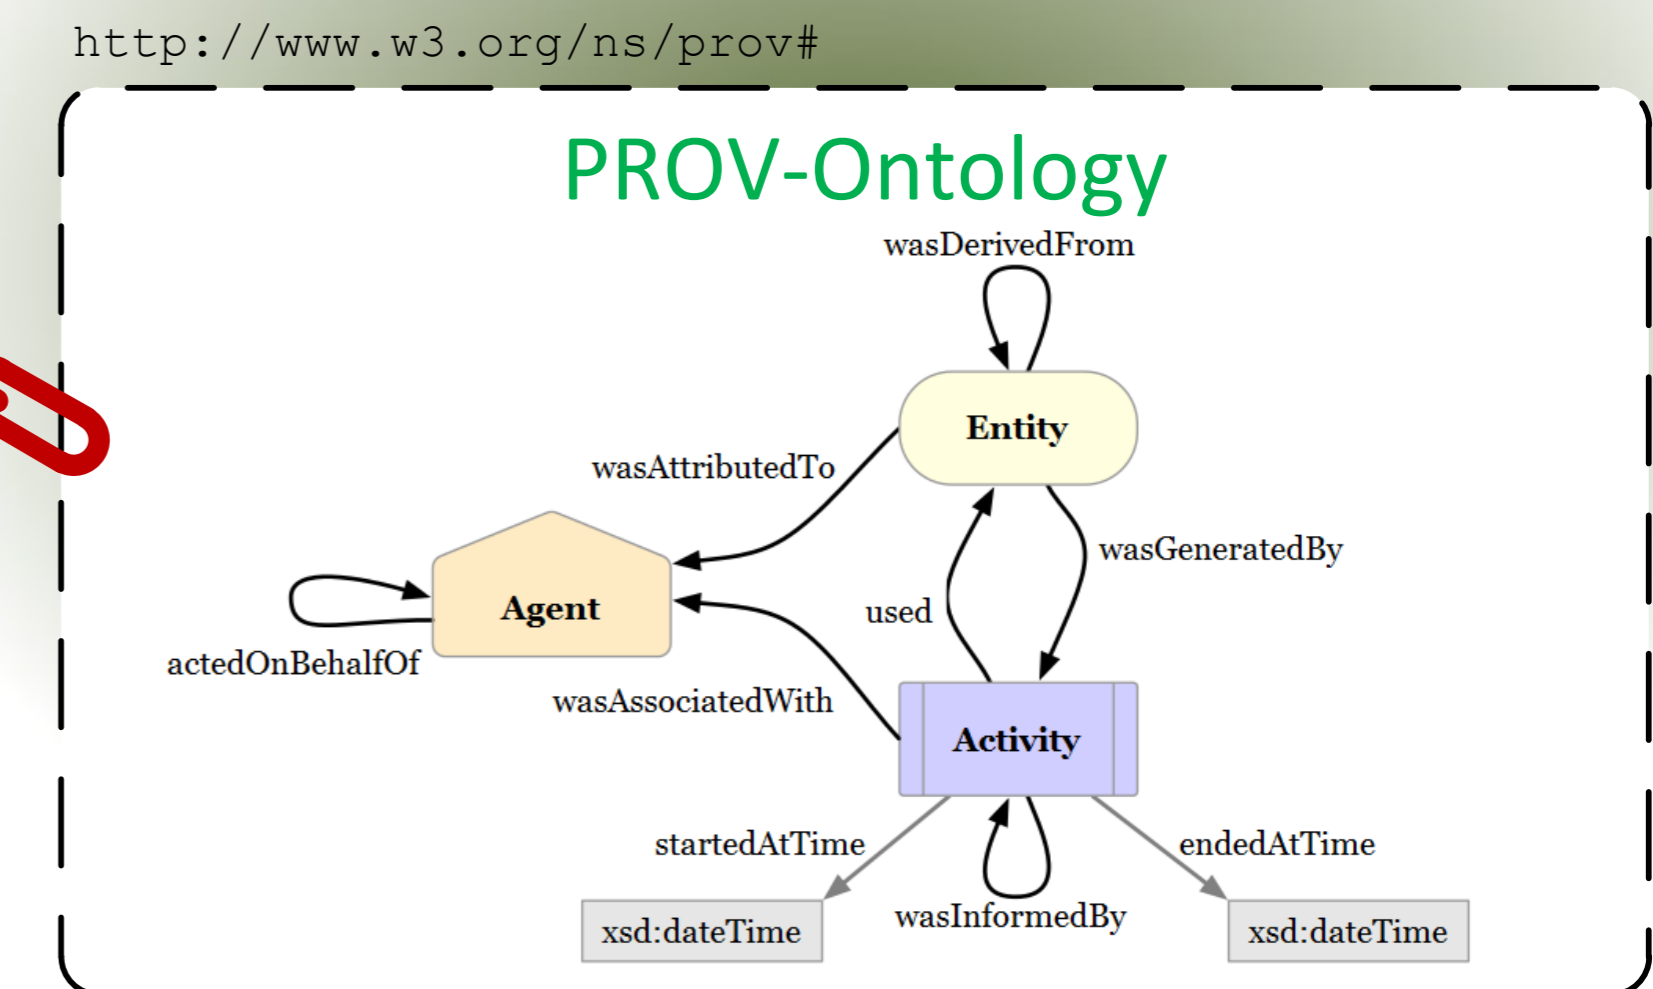 http://www.w3.org/ns/prov#
PROV-Ontology
wasDerivedFrom
Entity
wasAttributedTo
wasGeneratedBy
Agent
used
actedOnBehalfOf
wasAssociatedWith
Activity
startedAtTime
endedAtTime
wasInformedBy
xsd:dateTime
xsd:dateTime